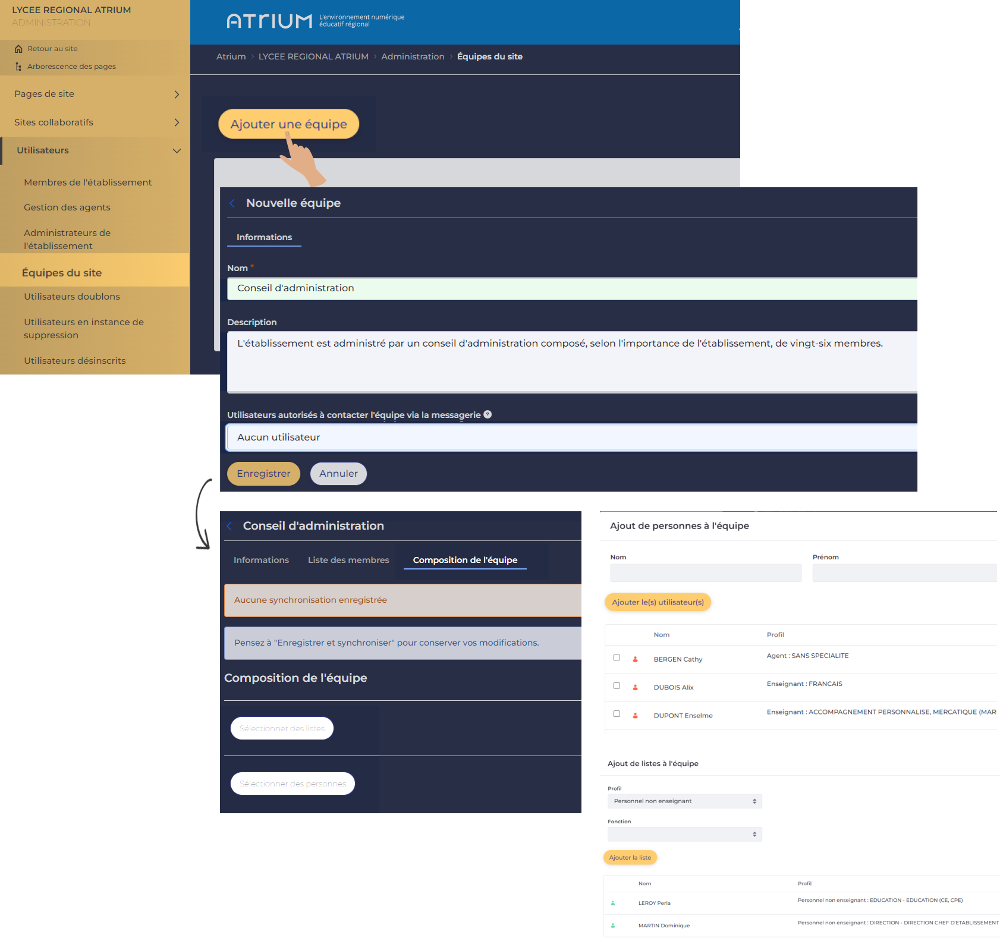 LYCEE REGIONAL ATRIUM
ADMINISTRATION
Retour au site
Arborescence des pages
Pages de site
Sites collaboratifs
Utilisateurs
Membres de l'établissement
Gestion des agents
Administrateurs de
l'établissement
Équipes du site
Utilisateurs doublons
Utilisateurs en instance de
suppression
Utilisateurs désinscrits
ATRIUM
L'environnement numérique
éducatif régional
Atrium > LYCEE REGIONAL ATRIUM > Administration > Équipes du site
Ajouter une équipe
Nouvelle équipe
Informations
Nom *
Conseil d'administration
Description
L'établissement est administré par un conseil d'administration composé, selon l'importance de l'établissement, de vingt-six membres.
Utilisateurs autorisés à contacter l'équipe via la messagerie ?
Aucun utilisateur
Enregistrer Annuler
Conseil d'administration
Informations Liste des membres Composition de l'équipe
Aucune synchronisation enregistrée
Pensez à "Enregistrer et synchroniser" pour conserver vos modifications.
Composition de l'équipe
Sélectionner des listes
Sélectionner des personnes
Ajout de personnes à l'équipe
Nom Prénom
Ajouter le(s) utilisateur(s)
Nom Profil
BERGEN Cathy Agent : SANS SPECIALITE
DUBOIS Alix Enseignant : FRANCAIS
DUPONT Enselme Enseignant : ACCOMPAGNEMENT PERSONNALISE, MERCATIQUE (MAR
Ajout de listes à l'équipe
Profil
Personnel non enseignant
Fonction
Ajouter la liste
Nom Profil
LEROY Perla Personnel non enseignant : EDUCATION - EDUCATION (CE, CPE)
MARTIN Dominique Personnel non enseignant : DIRECTION - DIRECTION CHEF D'ETABLISSEMENT